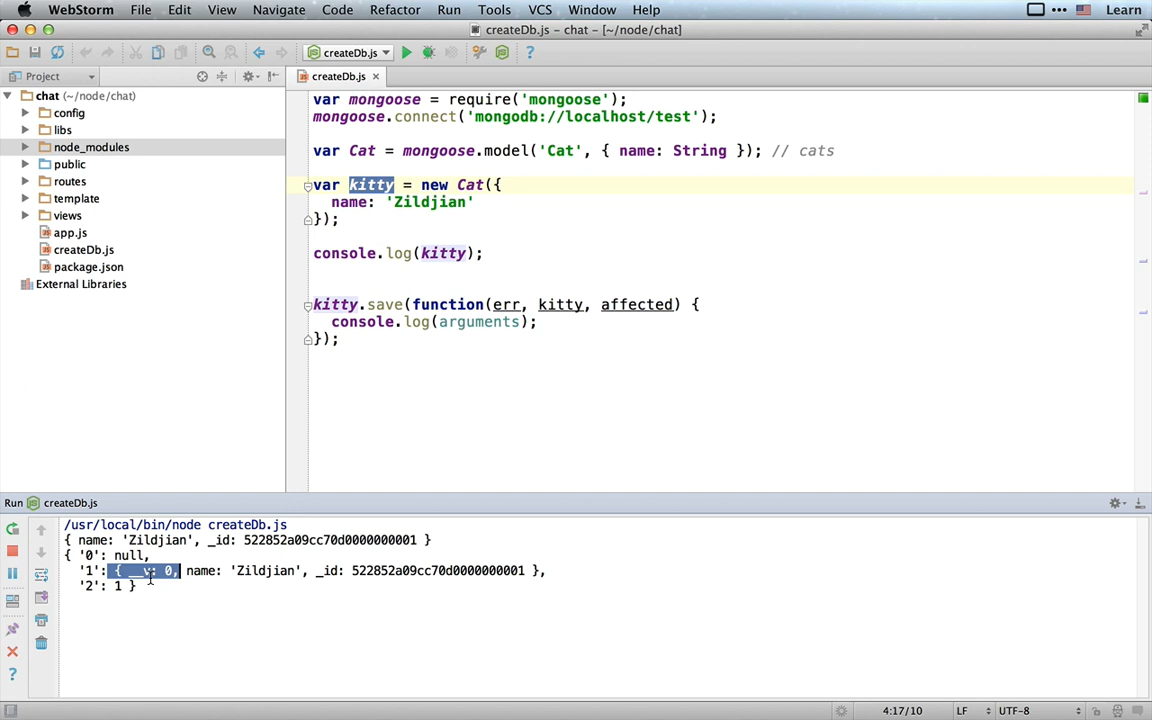 WebStorm File Edit View Navigate Code Refactor Run Tools VCS Window Help Learn
createDb.js – chat – [~/node/chat]
createDb.js
Project
createDb.js
chat (~/node/chat)
config
libs
node_modules
public
routes
template
views
app.js
createDb.js
package.json
External Libraries
var mongoose = require('mongoose');
mongoose.connect('mongodb://localhost/test');
var Cat = mongoose.model('Cat', { name: String }); // cats
var kitty = new Cat({
name: 'Zildjian'
});
console.log(kitty);
kitty.save(function(err, kitty, affected) {
console.log(arguments);
});
Run createDb.js
/usr/local/bin/node createDb.js
{ name: 'Zildjian', _id: 522852a09cc70d0000000001 }
{ '0': null,
'1': { __v: 0, name: 'Zildjian', _id: 522852a09cc70d0000000001 },
'2': 1 }
4:17/10 LF UTF-8